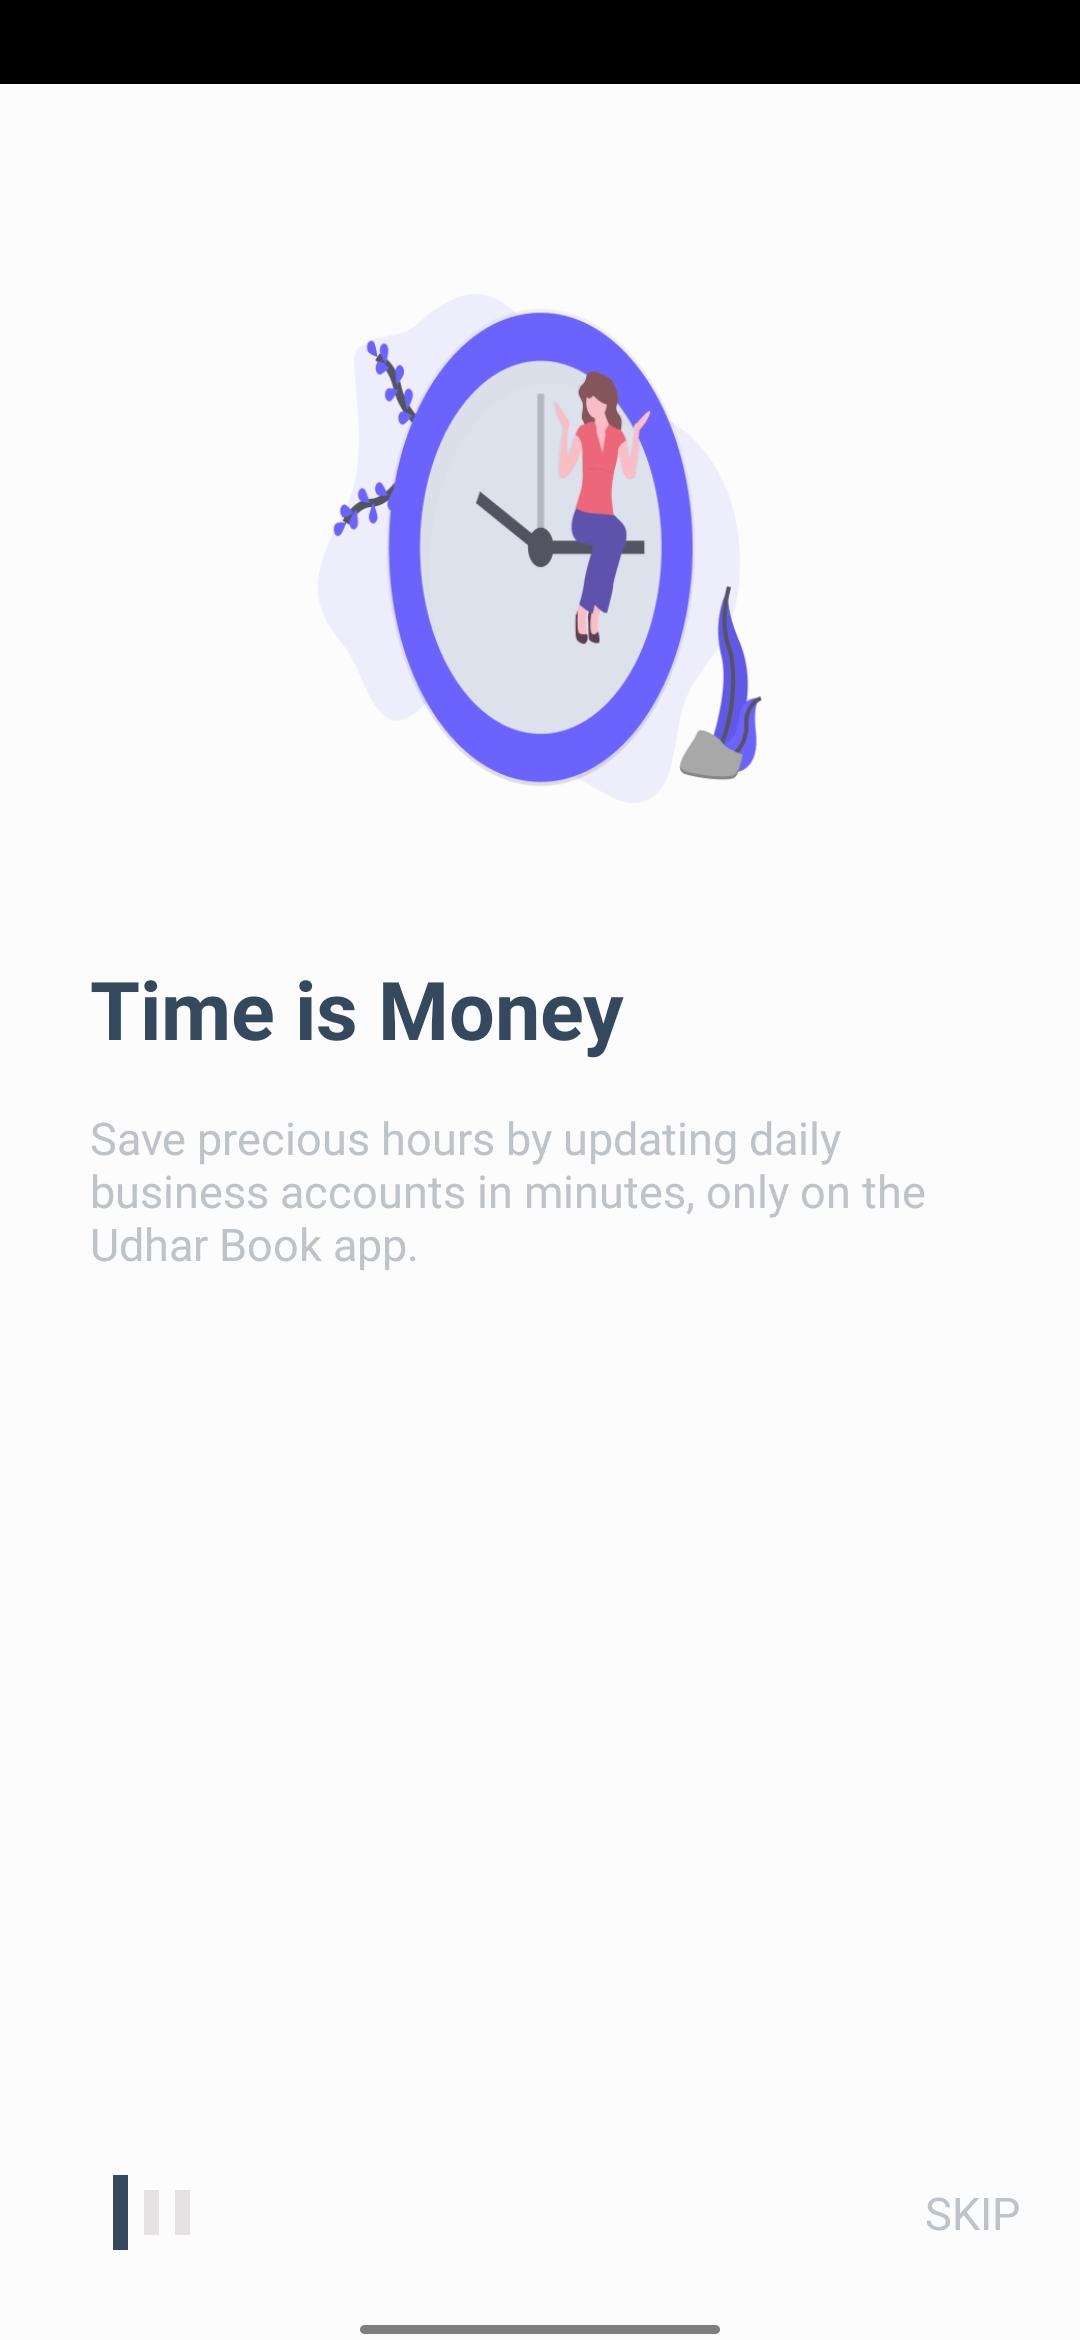 Time is Money
Save precious hours by updating daily
business accounts in minutes, only on the
Udhar Book app.
SKIP